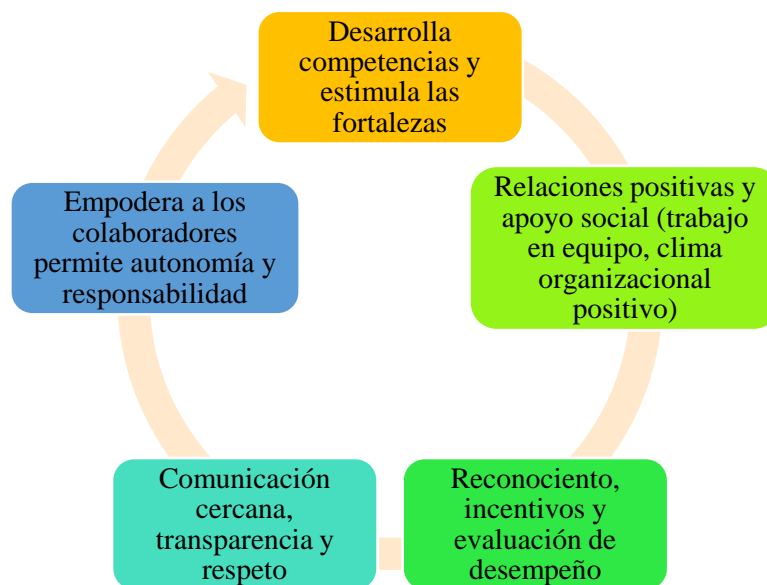 Desarrolla
competencias y
estimula las
fortalezas
Relaciones positivas y
apoyo social (trabajo
en equipo, clima
organizacional
positivo)
Reconociento,
incentivos y
evaluación de
desempeño
Comunicación
cercana,
transparencia y
respeto
Empodera a los
colaboradores
permite autonomía y
responsabilidad